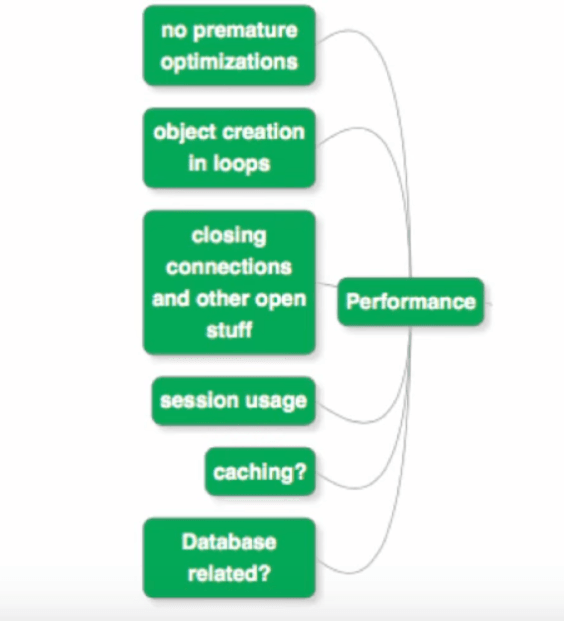 no premature
optimizations
object creation
in loops
closing
connections
and other open
stuff
Performance
session usage
caching?
Database
related?